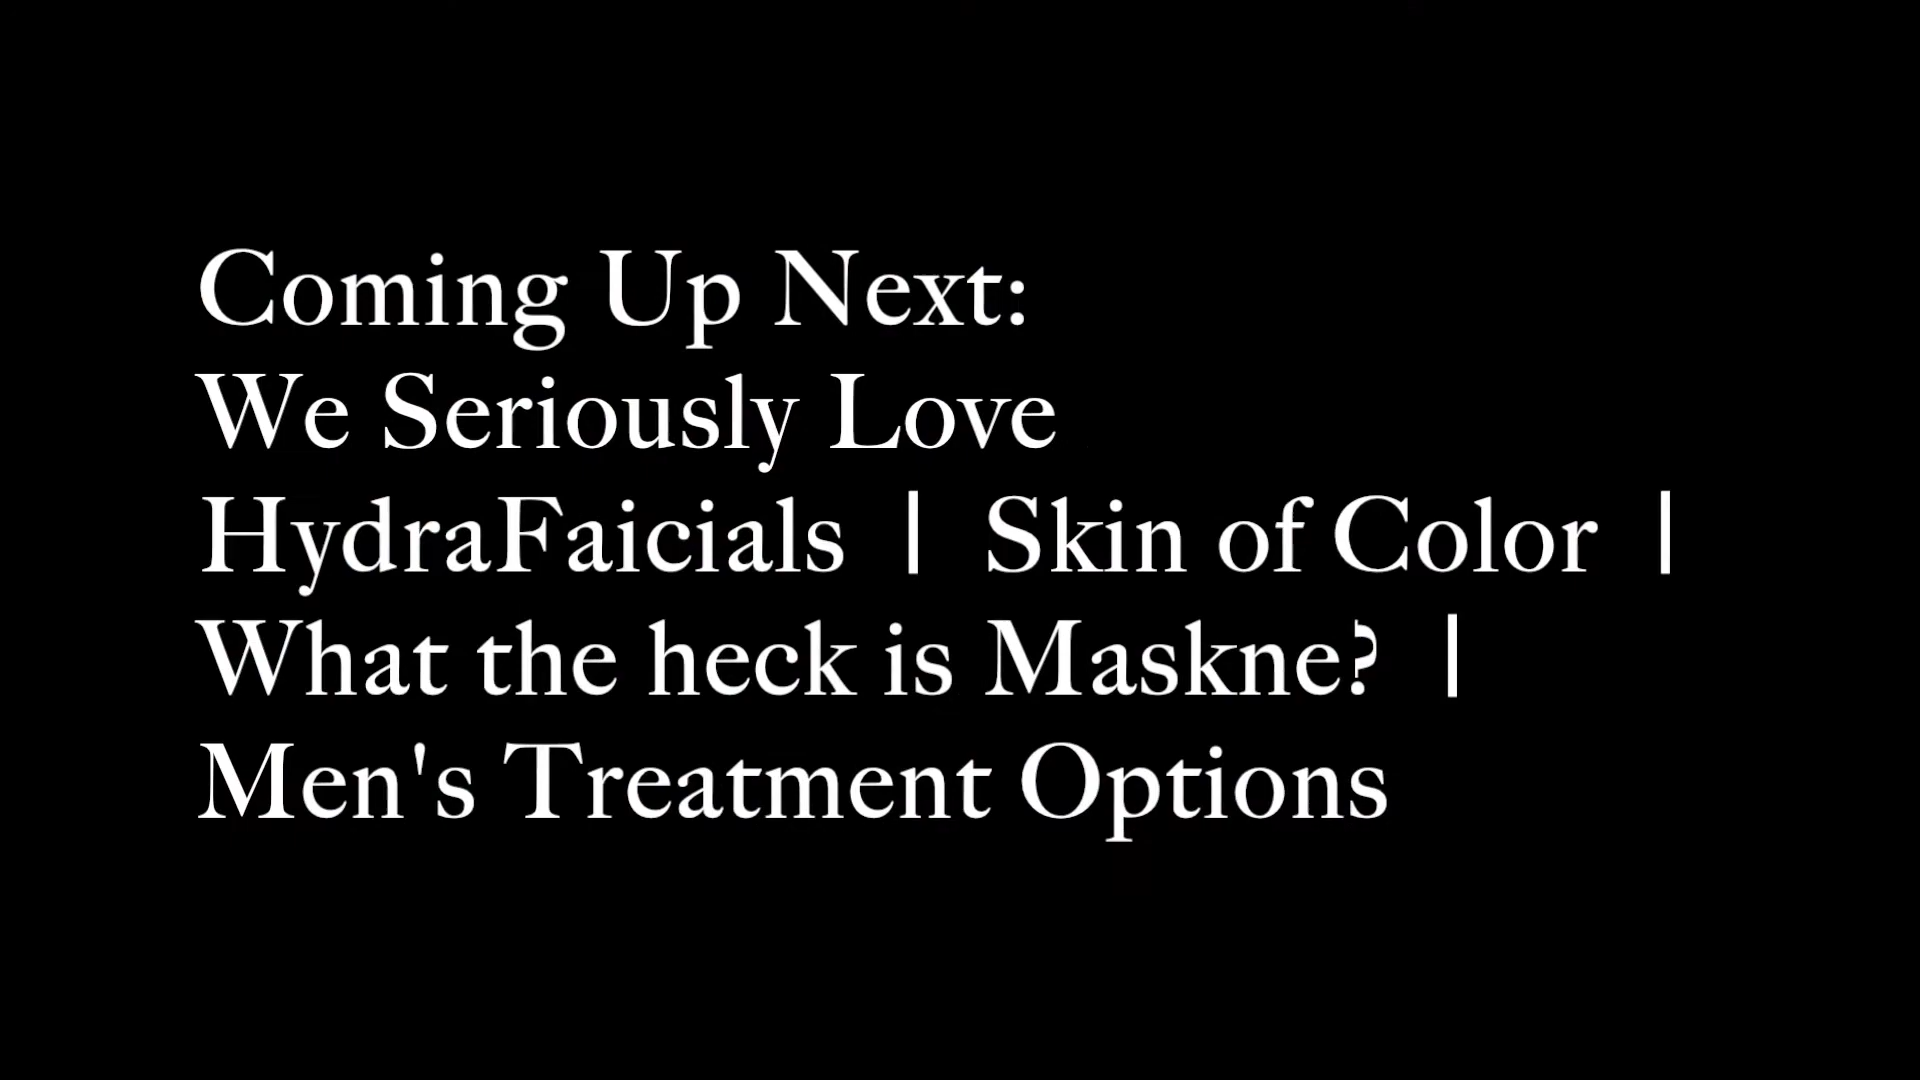 Coming Up Next:
We Seriously Love
HydraFaicials | Skin of Color |
What the heck is Maskne? |
Men's Treatment Options